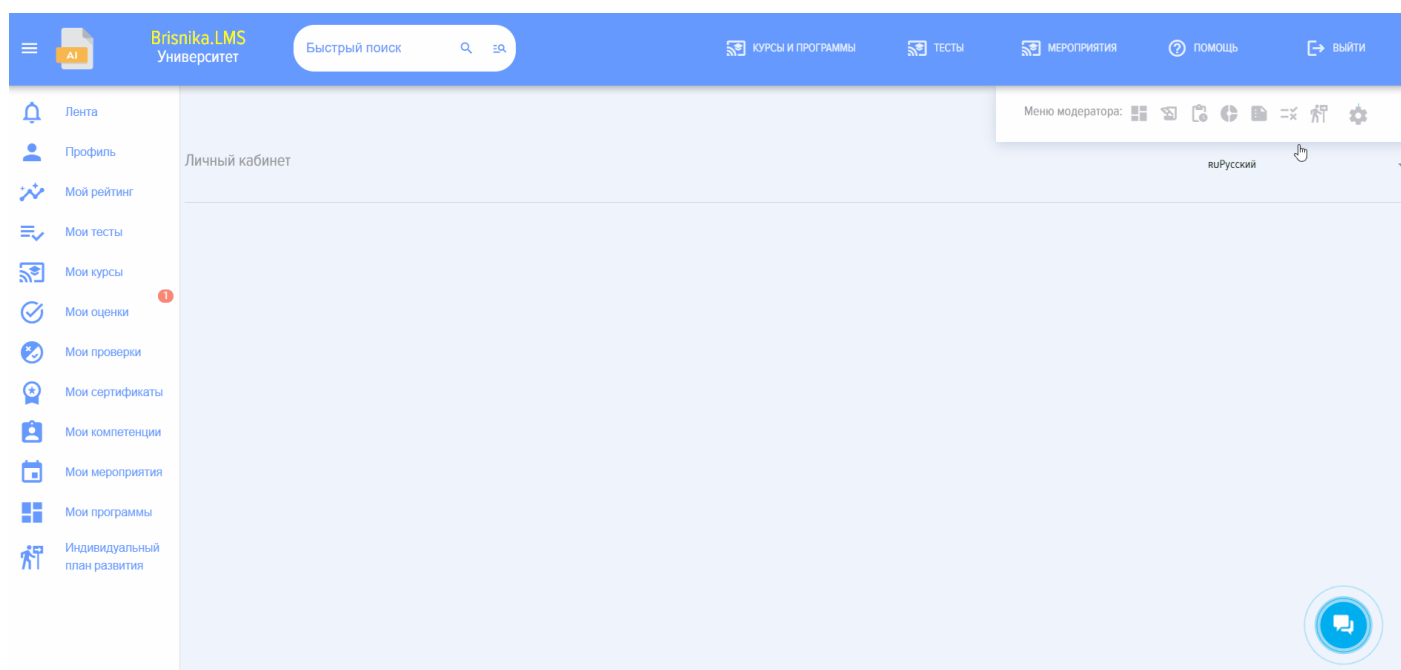 AI
Brisnika.LMS
Университет
Быстрый поиск
КУРСЫ И ПРОГРАММЫ
ТЕСТЫ
МЕРОПРИЯТИЯ
ПОМОЩЬ
ВЫЙТИ
Меню модератора:
Лента
Профиль
Мой рейтинг
Мои тесты
Мои курсы
1
Мои оценки
Мои проверки
Мои сертификаты
Мои компетенции
Мои мероприятия
Мои программы
Индивидуальный
план развития
Личный кабинет
RUРусский